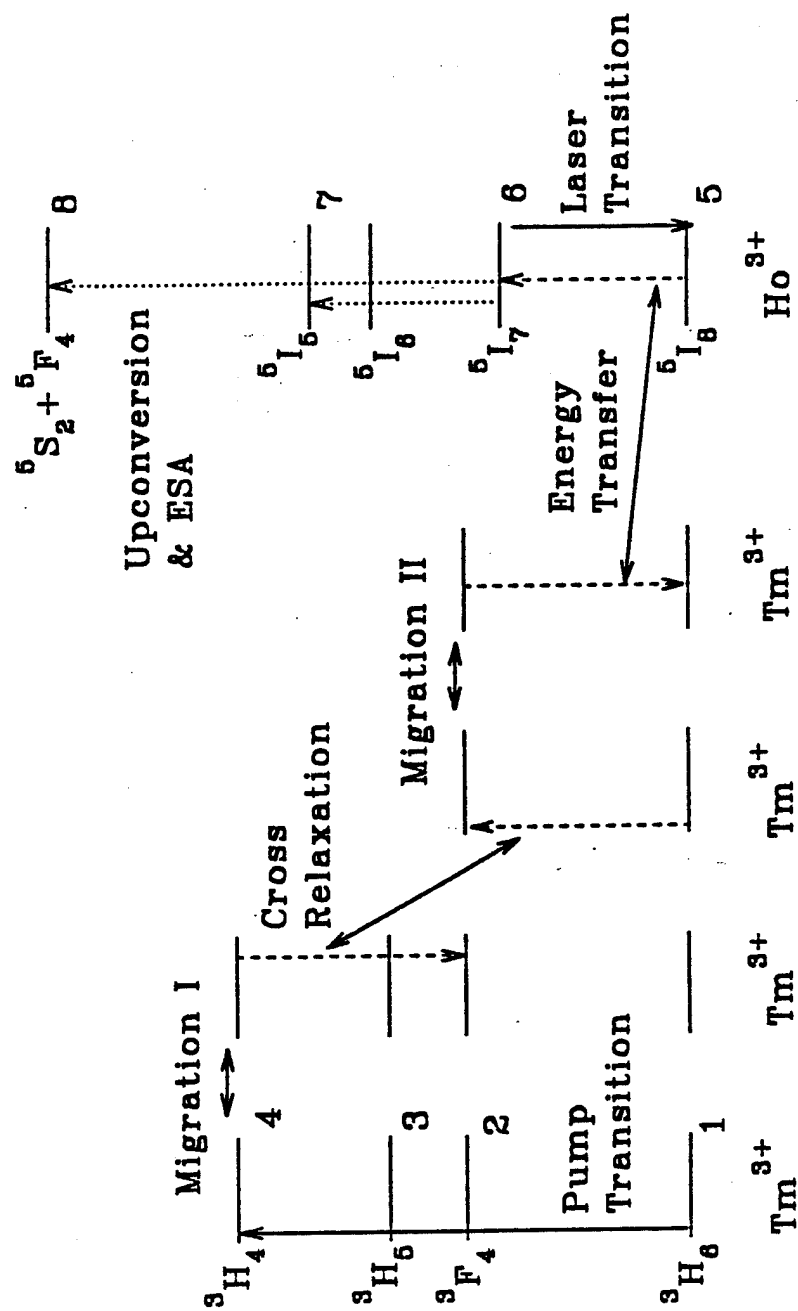 ⁵S₂+⁵F₄
8
Upconversion
& ESA
Migration I
³H₄
4
Cross
Relaxation
⁵I₅
7
⁵I₆
³H₅
3
Migration II
³F₄
2
⁵I₇
6
Pump
Transition
Energy
Transfer
Laser
Transition
³H₆
1
⁵I₈
5
Tm³⁺
Tm³⁺
Tm³⁺
Tm³⁺
Ho³⁺